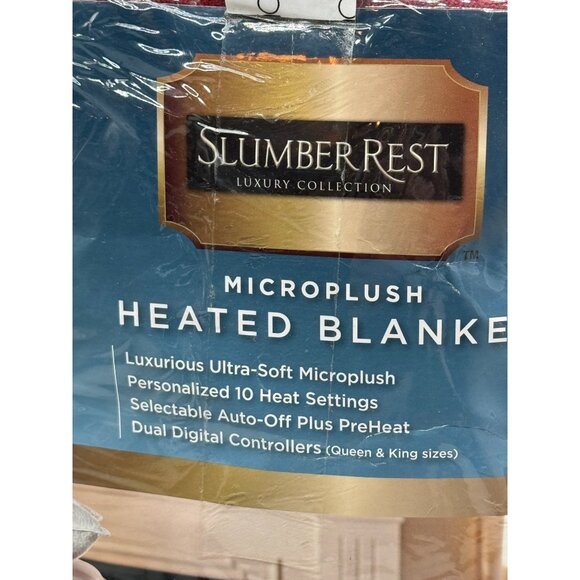 SLUMBERREST
LUXURY COLLECTION
TM
MICROPLUSH
HEATED BLANKE
Luxurious Ultra-Soft Microplush
Personalized 10 Heat Settings
Selectable Auto-Off Plus PreHeat
Dual Digital Controllers (Queen & King sizes)